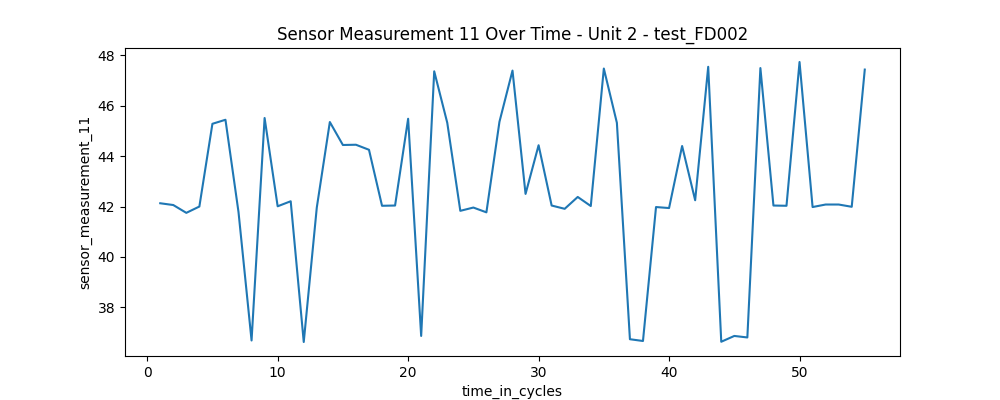 Sensor Measurement 11 Over Time - Unit 2 - test_FD002
48
46
44
42
40
38
sensor_measurement_11
0 10 20 30 40 50
time_in_cycles